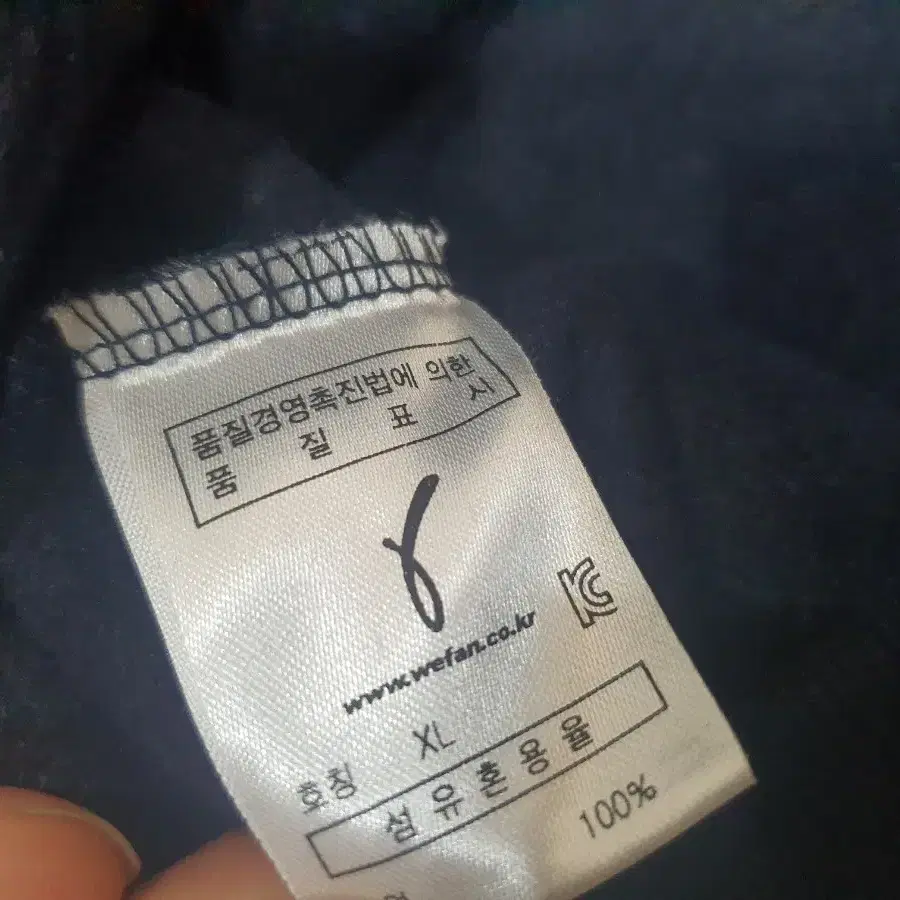 품질경영촉진법에 의한
품 질 표 시
www.wefan.co.kr
호칭 XL
섬유혼용율
100%